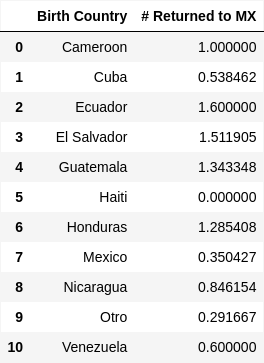 Birth Country # Returned to MX
0 Cameroon 1.000000
1 Cuba 0.538462
2 Ecuador 1.600000
3 El Salvador 1.511905
4 Guatemala 1.343348
5 Haiti 0.000000
6 Honduras 1.285408
7 Mexico 0.350427
8 Nicaragua 0.846154
9 Otro 0.291667
10 Venezuela 0.600000